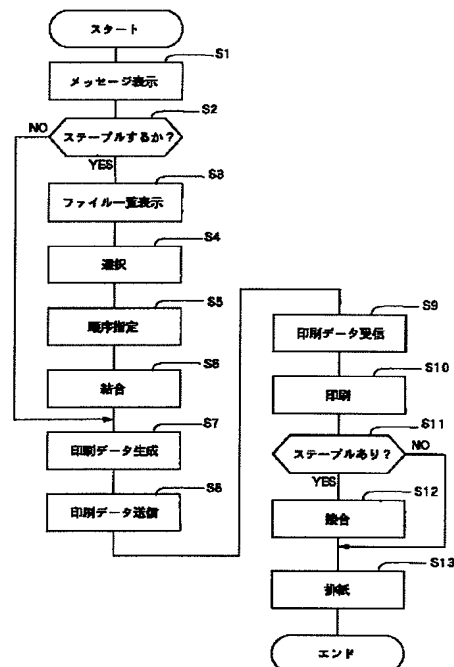 スタート
S1
メッセージ表示
S2
ステープルするか?
NO
YES
S3
ファイル一覧表示
S4
選択
S5
順序指定
S6
結合
S7
印刷データ生成
S8
印刷データ送信
S9
印刷データ受信
S10
印刷
S11
ステープルあり?
NO
YES
S12
綴合
S13
排紙
エンド